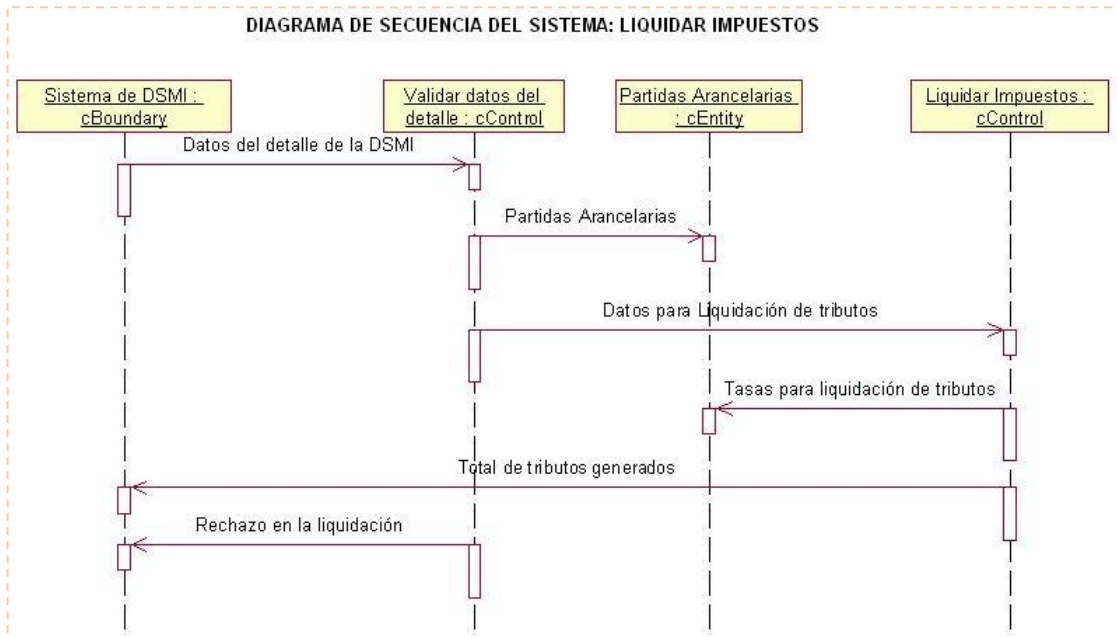 DIAGRAMA DE SECUENCIA DEL SISTEMA: LIQUIDAR IMPUESTOS
Sistema de DSMI :
cBoundary
Validar datos del
detalle : cControl
Partidas Arancelarias
: cEntity
Liquidar Impuestos :
cControl
Datos del detalle de la DSMI
Partidas Arancelarias
Datos para Liquidación de tributos
Tasas para liquidación de tributos
Total de tributos generados
Rechazo en la liquidación